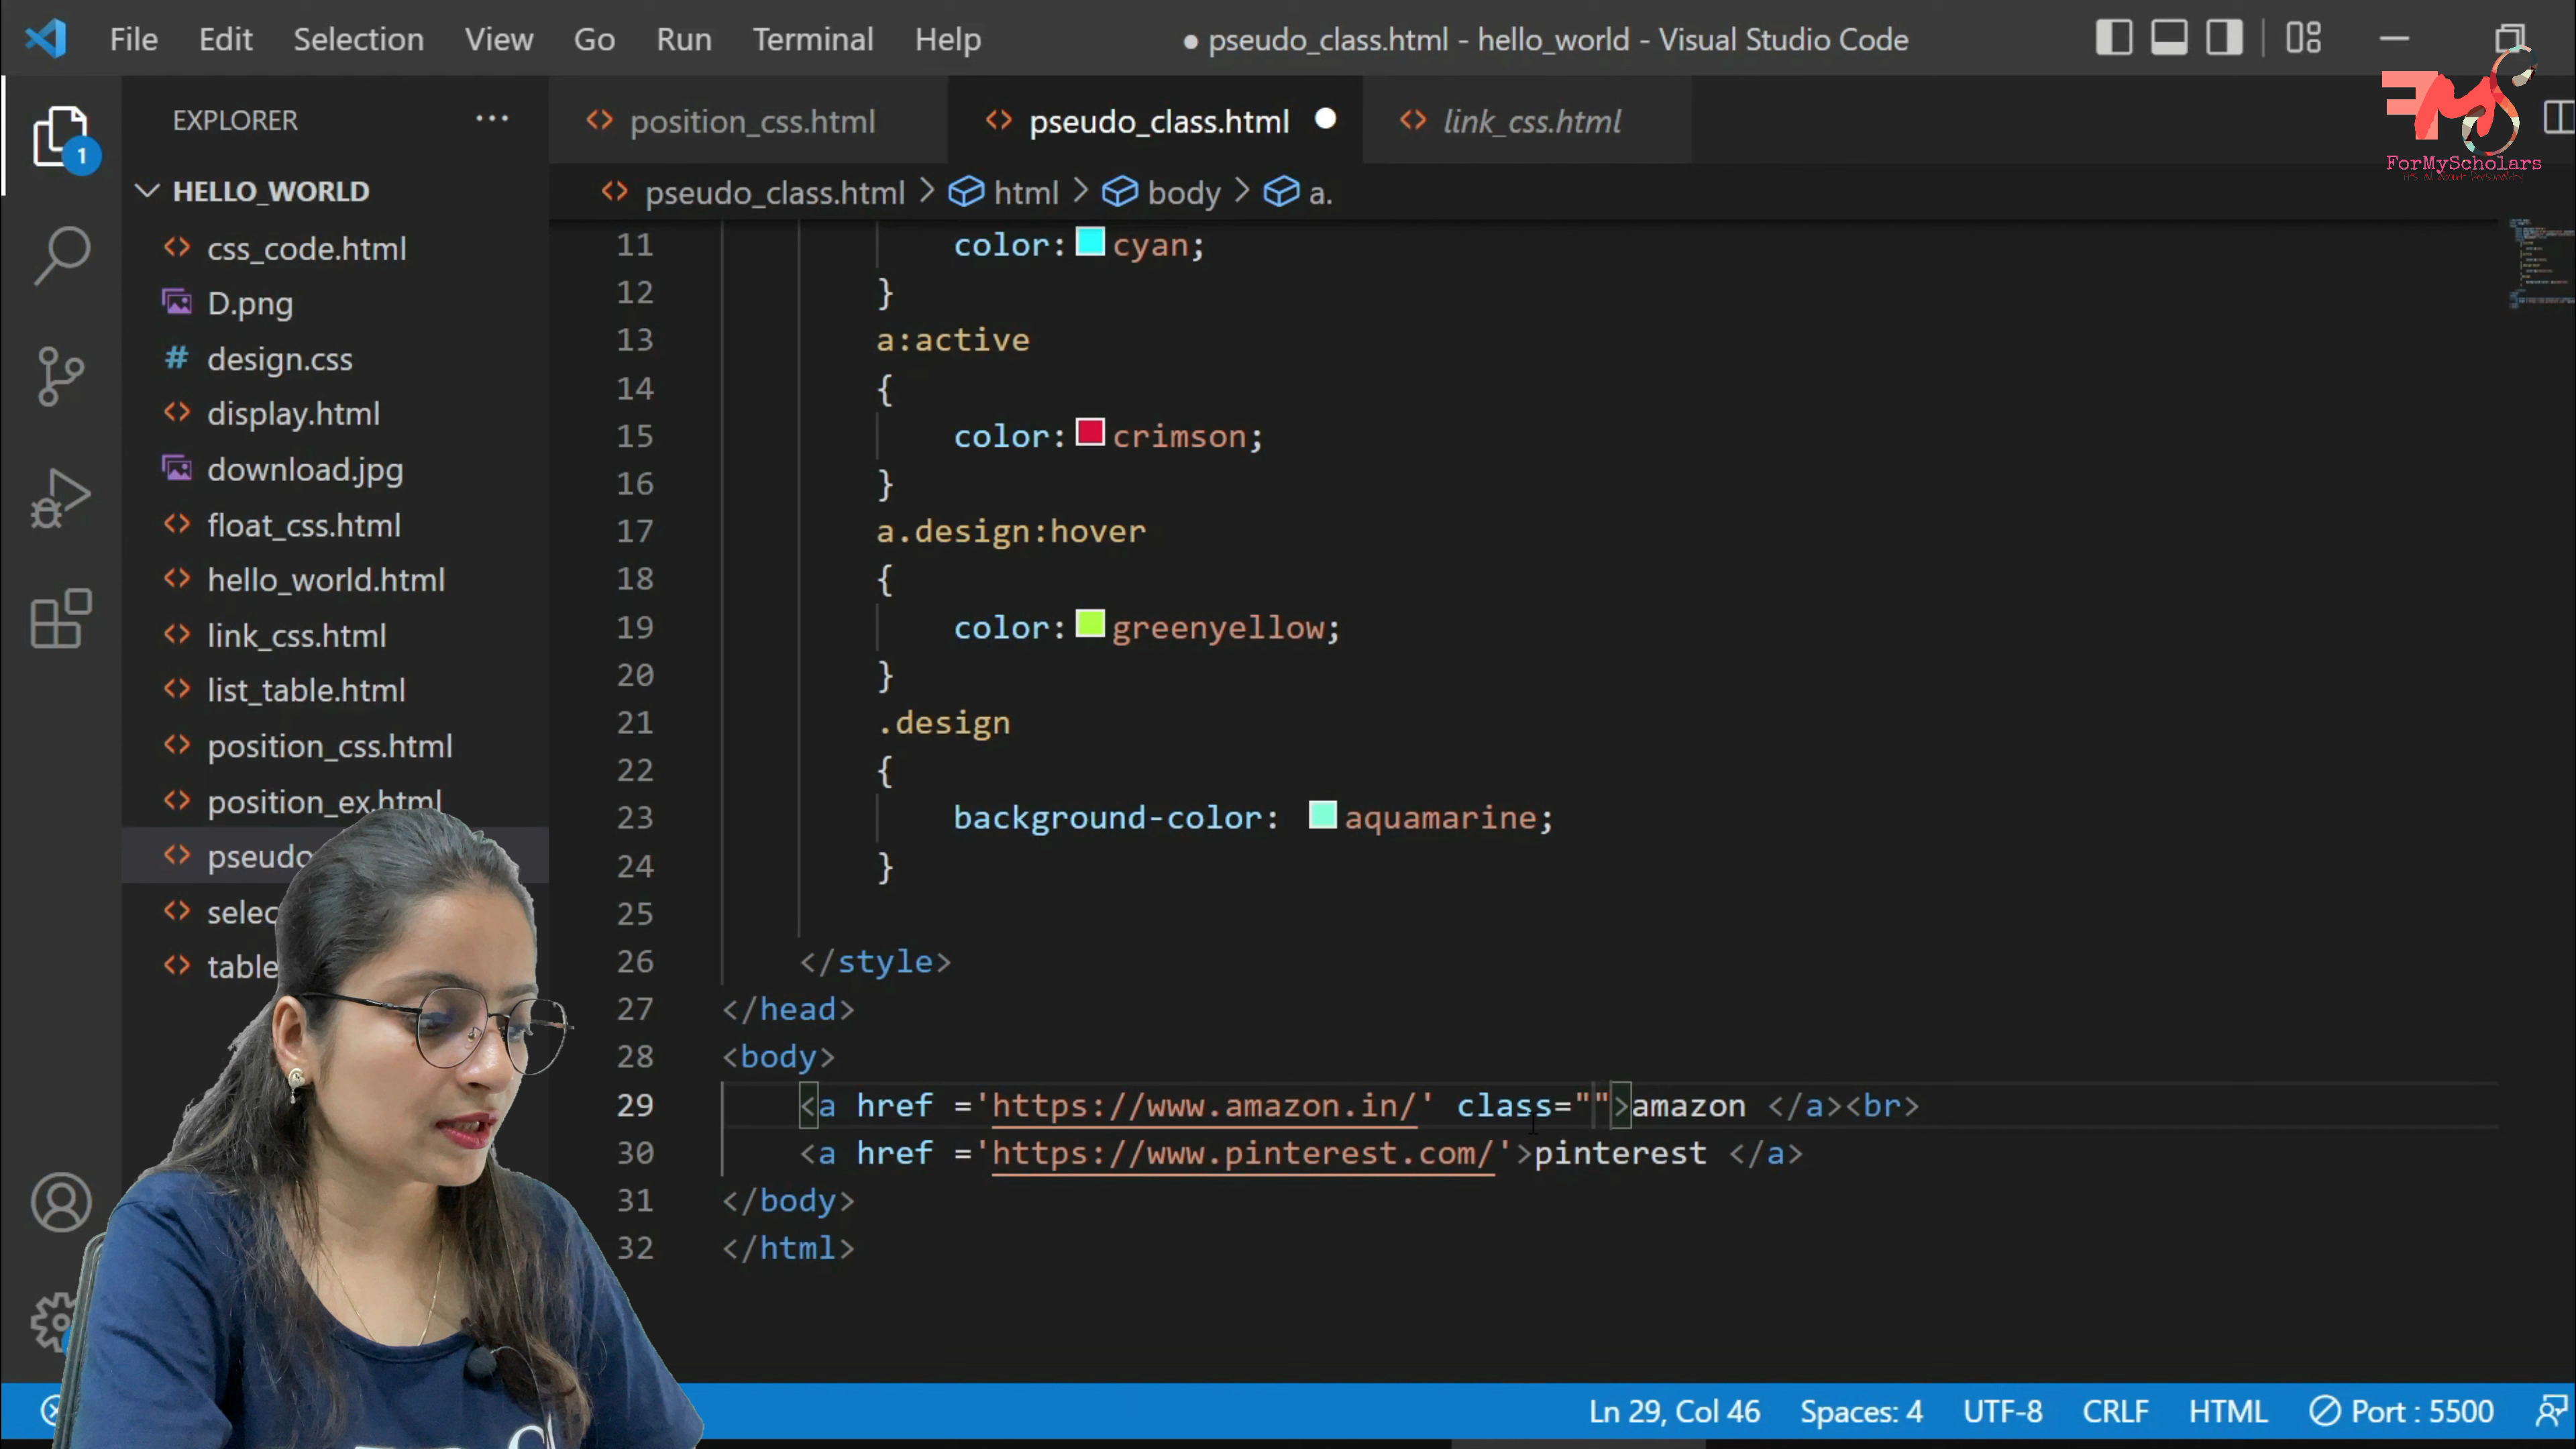 File Edit Selection View Go Run Terminal Help
● pseudo_class.html - hello_world - Visual Studio Code
FMS
ForMyScholars
It's All About Personality
EXPLORER ...
1
HELLO_WORLD
css_code.html
D.png
# design.css
display.html
download.jpg
float_css.html
hello_world.html
link_css.html
list_table.html
position_css.html
position_ex.html
pseudo
selec
table
position_css.html
pseudo_class.html
link_css.html
pseudo_class.html > html > body > a.
11 color: cyan;
12 }
13 a:active
14 {
15 color: crimson;
16 }
17 a.design:hover
18 {
19 color: greenyellow;
20 }
21 .design
22 {
23 background-color: aquamarine;
24 }
25
26 </style>
27 </head>
28 <body>
29 <a href ='https://www.amazon.in/' class="">amazon </a><br>
30 <a href ='https://www.pinterest.com/'>pinterest </a>
31 </body>
32 </html>
Ln 29, Col 46 Spaces: 4 UTF-8 CRLF HTML Port : 5500